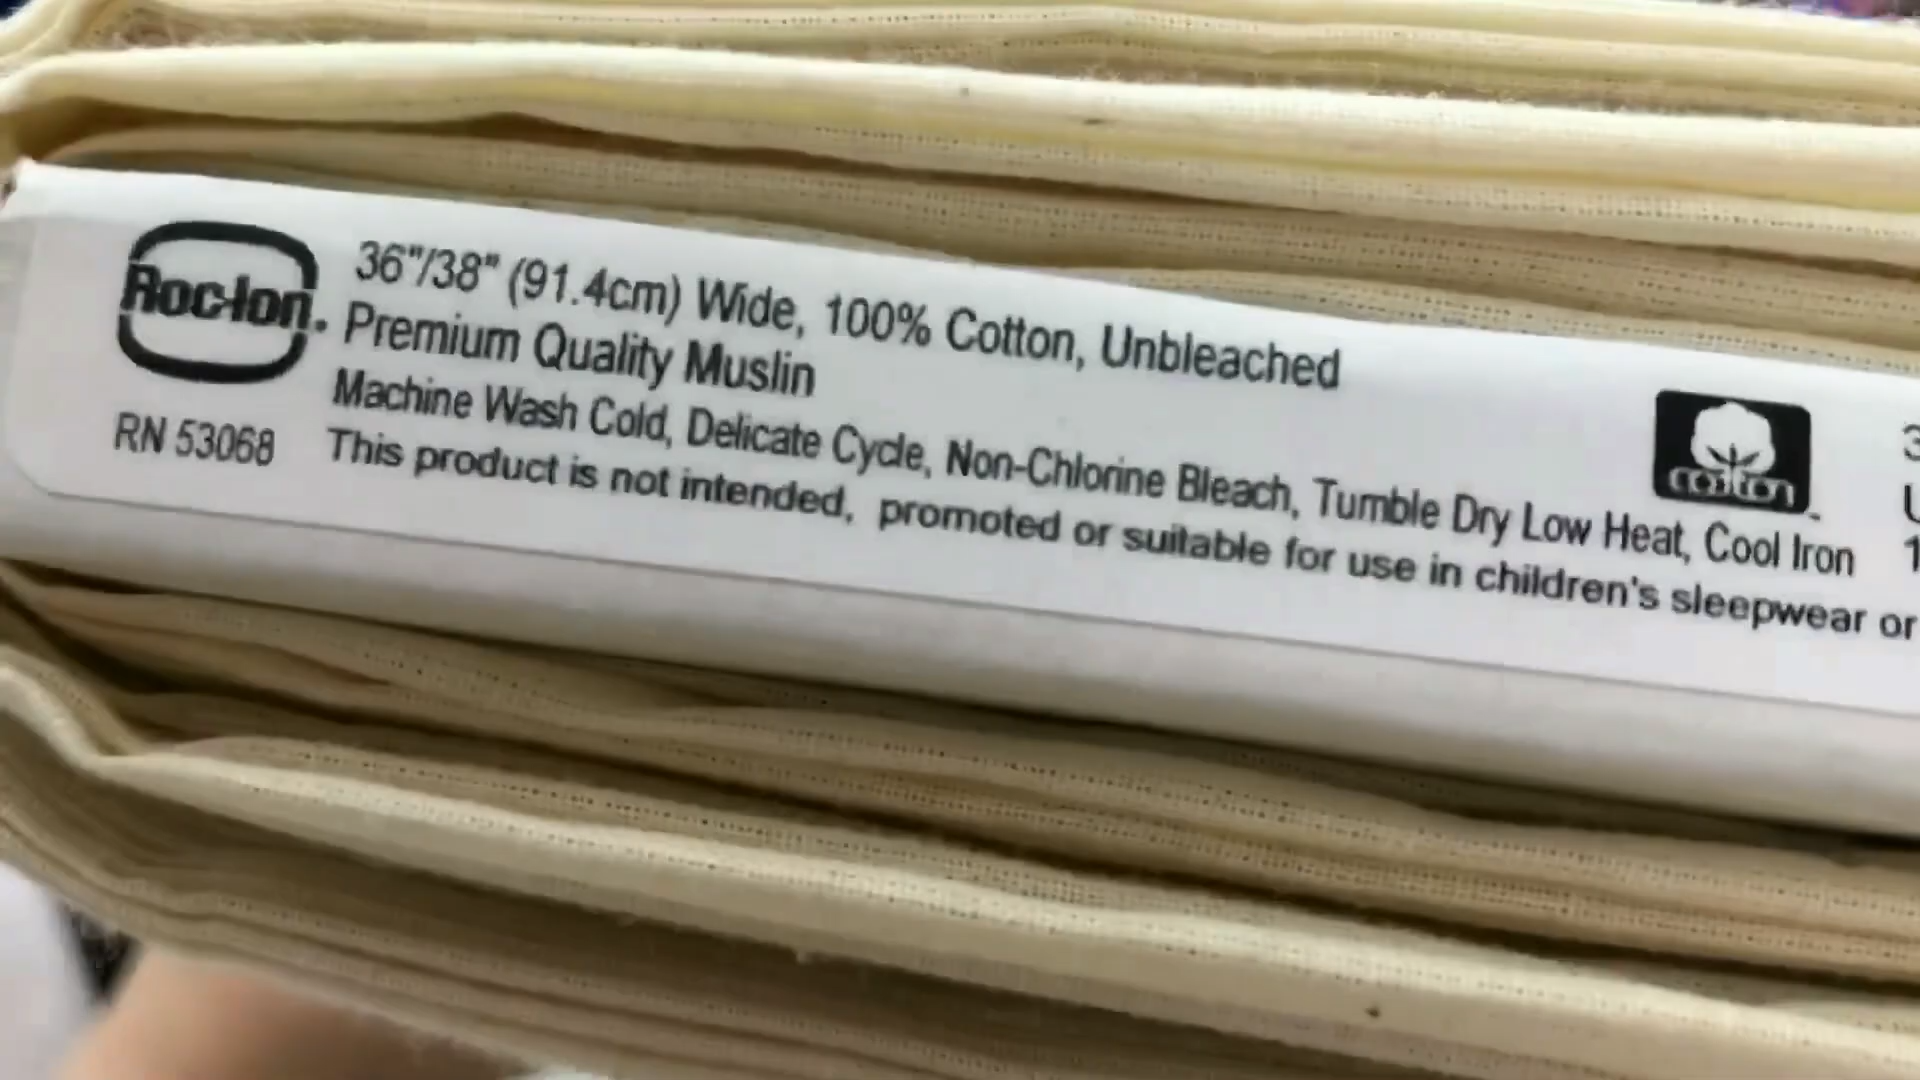 Roc-lon.
36"/38" (91.4cm) Wide, 100% Cotton, Unbleached
Premium Quality Muslin
Machine Wash Cold, Delicate Cycle, Non-Chlorine Bleach, Tumble Dry Low Heat, Cool Iron
RN 53068
This product is not intended, promoted or suitable for use in children's sleepwear or
cotton